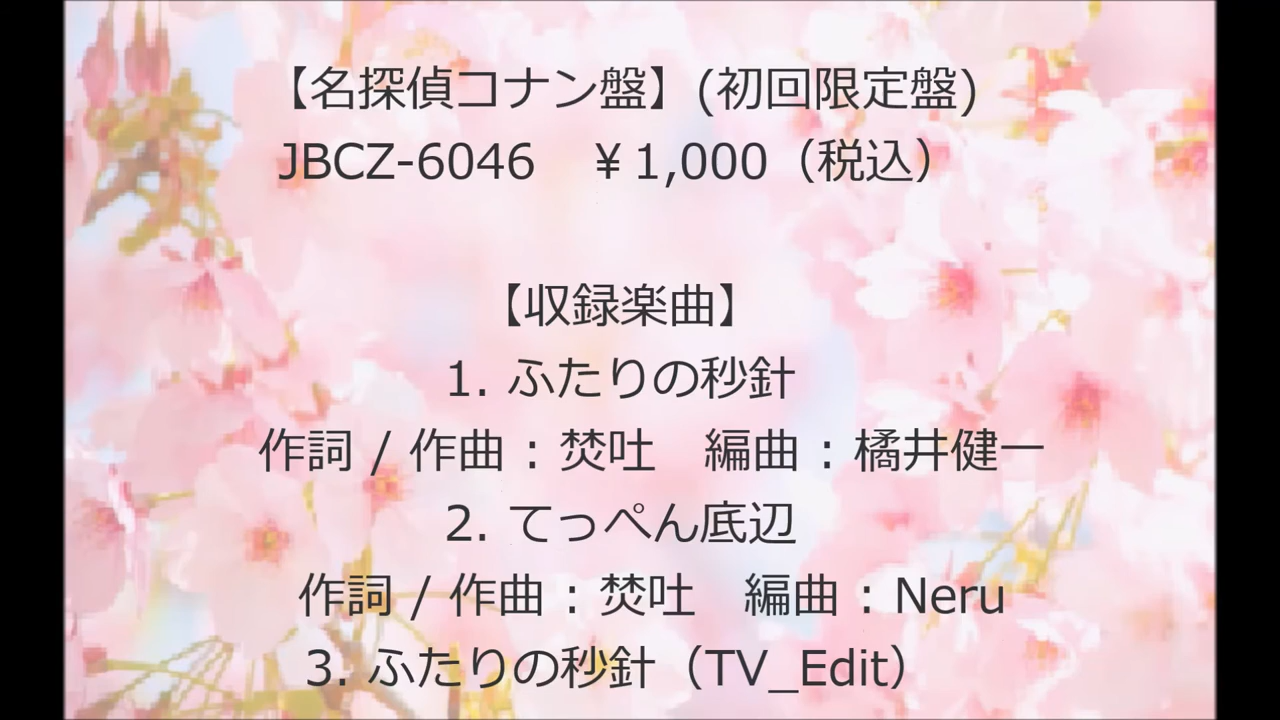 【名探偵コナン盤】(初回限定盤)
JBCZ-6046　￥1,000（税込）
【収録楽曲】
1. ふたりの秒針
作詞 / 作曲 : 焚吐　編曲 : 橘井健一
2. てっぺん底辺
作詞 / 作曲 : 焚吐　編曲 : Neru
3. ふたりの秒針（TV_Edit）